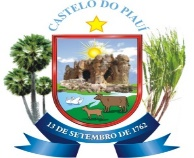 CASTELO DO PIAUÍ
13 DE SETEMBRO DE 1762